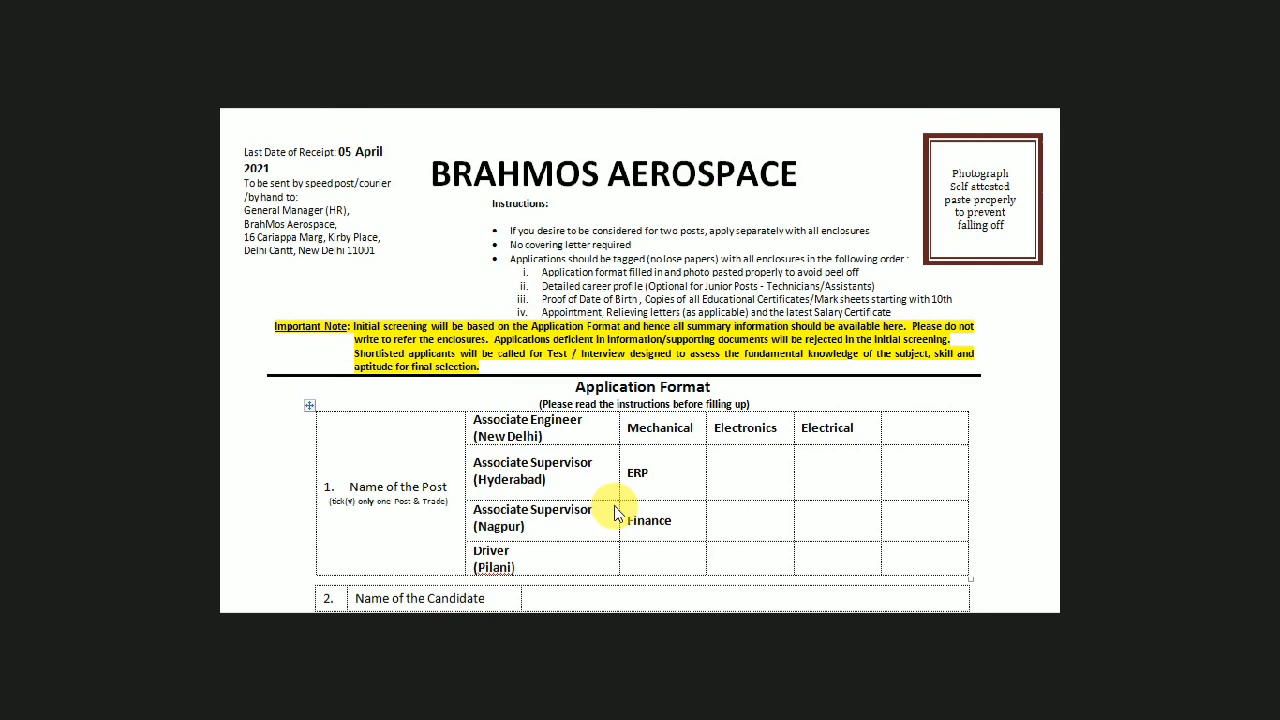 Last Date of Receipt: 05 April
2021
To be sent by speed post/courier
/by hand to:
General Manager (HR),
BrahMos Aerospace,
16 Cariappa Marg, Kirby Place,
Delhi Cantt, New Delhi 11001
BRAHMOS AEROSPACE
Instructions:
• If you desire to be considered for two posts, apply separately with all enclosures
• No covering letter required
• Applications should be tagged (no lose papers) with all enclosures in the following order :
i. Application format filled in and photo pasted properly to avoid peel off
ii. Detailed career profile (Optional for Junior Posts - Technicians/Assistants)
iii. Proof of Date of Birth , Copies of all Educational Certificates/Mark sheets starting with 10th
iv. Appointment, Relieving letters (as applicable) and the latest Salary Certificate
Photograph
Self attested
paste properly
to prevent
falling off
Important Note: Initial screening will be based on the Application Format and hence all summary information should be available here. Please do not
write to refer the enclosures. Applications deficient in information/supporting documents will be rejected in the initial screening.
Shortlisted applicants will be called for Test / Interview designed to assess the fundamental knowledge of the subject, skill and
aptitude for final selection.
Application Format
(Please read the instructions before filling up)
1. Name of the Post
(tick(√) only one Post & Trade)
Associate Engineer
(New Delhi)
Mechanical
Electronics
Electrical
Associate Supervisor
(Hyderabad)
ERP
Associate Supervisor
(Nagpur)
Finance
Driver
(Pilani)
2. Name of the Candidate